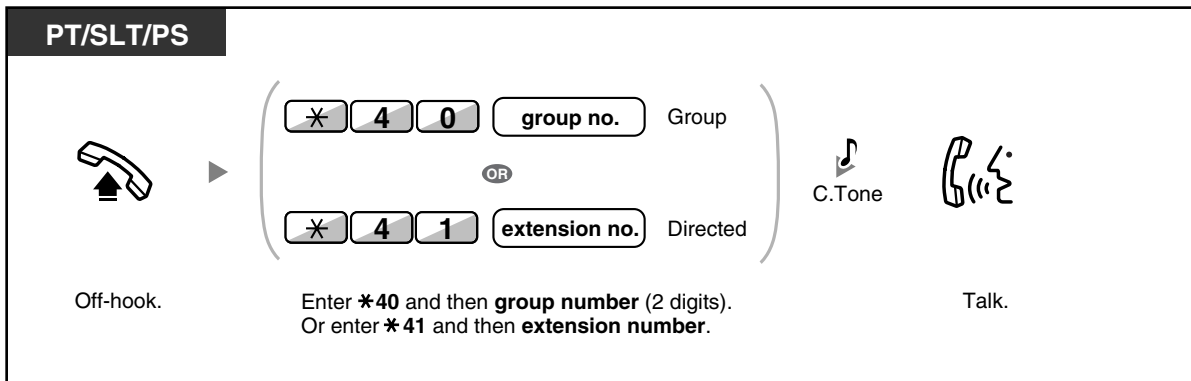 PT/SLT/PS
* 4 0 group no. Group
OR
* 4 1 extension no. Directed
C.Tone
Off-hook.
Enter *40 and then group number (2 digits).
Or enter *41 and then extension number.
Talk.